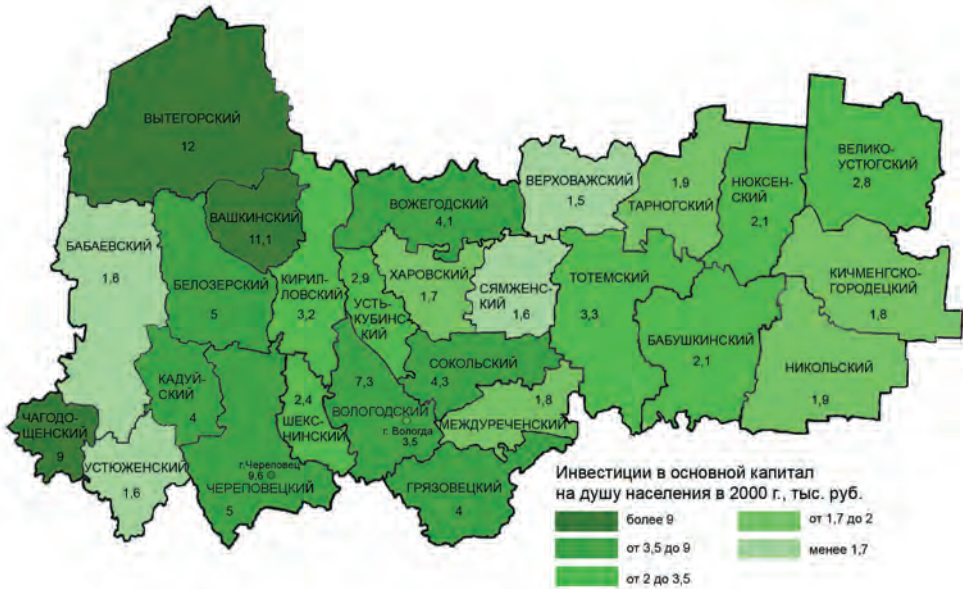 ВЫТЕГОРСКИЙ
12
ВАШКИНСКИЙ
11,1
БАБАЕВСКИЙ
1,6
БЕЛОЗЕРСКИЙ
5
КИРИЛ-
ЛОВСКИЙ
3,2
ВОЖЕГОДСКИЙ
4,1
2,9
УСТЬ-
КУБИН-
СКИЙ
ХАРОВСКИЙ
1,7
СЯМЖЕН-
СКИЙ
1,6
ВЕРХОВАЖСКИЙ
1,5
1,9
ТАРНОГСКИЙ
НЮКСЕН-
СКИЙ
2,1
ВЕЛИКО-
УСТЮГСКИЙ
2,8
ТОТЕМСКИЙ
3,3
БАБУШКИНСКИЙ
2,1
КИЧМЕНГСКО-
ГОРОДЕЦКИЙ
1,8
НИКОЛЬСКИЙ
1,9
СОКОЛЬСКИЙ
4,3
1,8
МЕЖДУРЕЧЕНСКИЙ
7,3
ВОЛОГОДСКИЙ
г. Вологда
3,5
ГРЯЗОВЕЦКИЙ
4
2,4
ШЕКС-
НИНСКИЙ
КАДУЙ-
СКИЙ
4
г.Череповец
9,6
ЧЕРЕПОВЕЦКИЙ
5
ЧАГОДО-
ЩЕНСКИЙ
9
УСТЮЖЕНСКИЙ
1,6
Инвестиции в основной капитал
на душу населения в 2000 г., тыс. руб.
более 9
от 3,5 до 9
от 2 до 3,5
от 1,7 до 2
менее 1,7